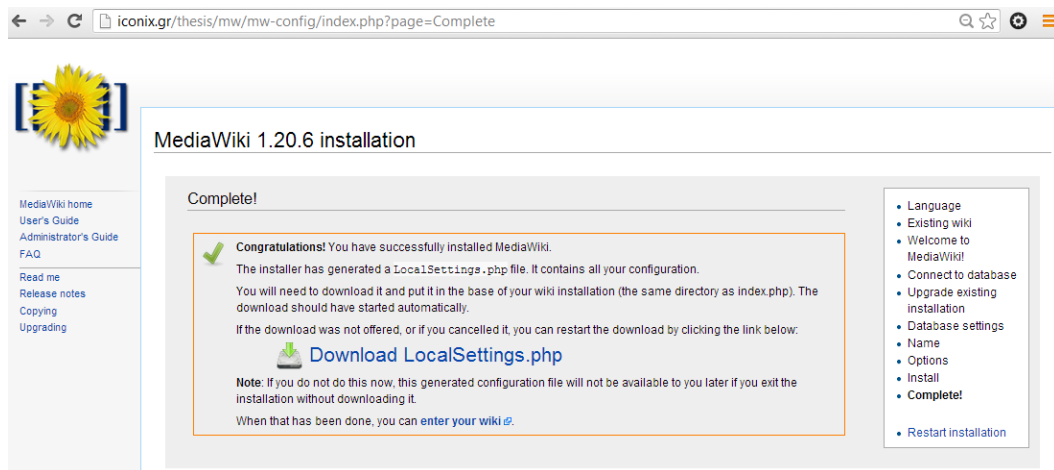 iconix.gr/thesis/mw/mw-config/index.php?page=Complete
MediaWiki 1.20.6 installation
MediaWiki home
User's Guide
Administrator's Guide
FAQ
Read me
Release notes
Copying
Upgrading
Complete!
Congratulations! You have successfully installed MediaWiki.
The installer has generated a LocalSettings.php file. It contains all your configuration.
You will need to download it and put it in the base of your wiki installation (the same directory as index.php). The
download should have started automatically.
If the download was not offered, or if you cancelled it, you can restart the download by clicking the link below:
Download LocalSettings.php
Note: If you do not do this now, this generated configuration file will not be available to you later if you exit the
installation without downloading it.
When that has been done, you can enter your wiki.
Language
Existing wiki
Welcome to
MediaWiki!
Connect to database
Upgrade existing
installation
Database settings
Name
Options
Install
Complete!
Restart installation